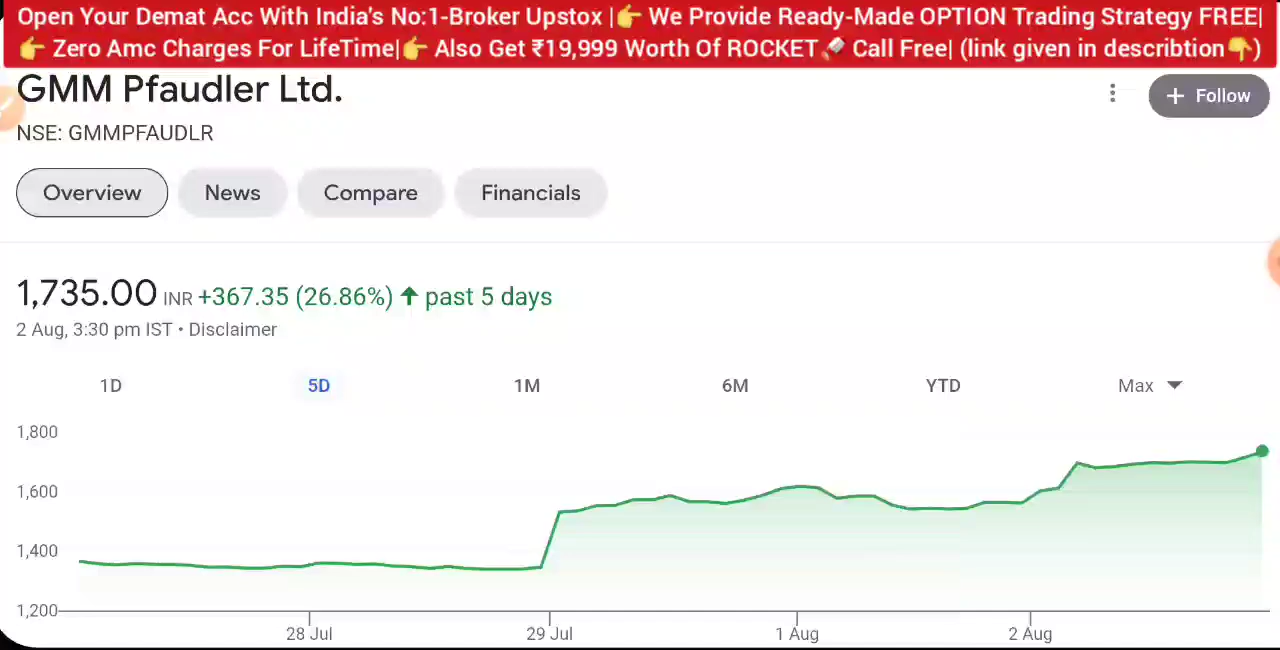 Open Your Demat Acc With India's No:1-Broker Upstox |👉 We Provide Ready-Made OPTION Trading Strategy FREE|
👉 Zero Amc Charges For LifeTime|👉 Also Get ₹19,999 Worth Of ROCKET🚀 Call Free| (link given in describtion👇)
GMM Pfaudler Ltd.
+ Follow
NSE: GMMPFAUDLR
Overview News Compare Financials
1,735.00 INR +367.35 (26.86%) ↑ past 5 days
2 Aug, 3:30 pm IST • Disclaimer
1D 5D 1M 6M YTD Max
1,800
1,600
1,400
1,200
28 Jul 29 Jul 1 Aug 2 Aug